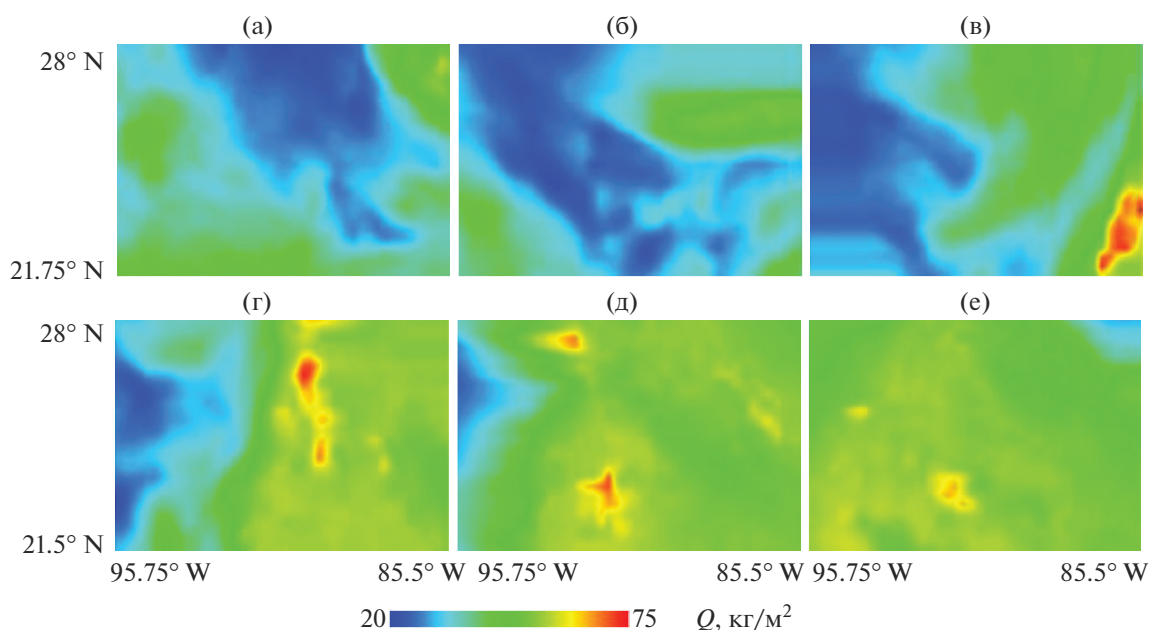 (а) (б) (в)
28° N
21.75° N
(г) (д) (е)
28° N
21.5° N
95.75° W 85.5° W 95.75° W 85.5° W 95.75° W 85.5° W
20 75 Q, кг/м²